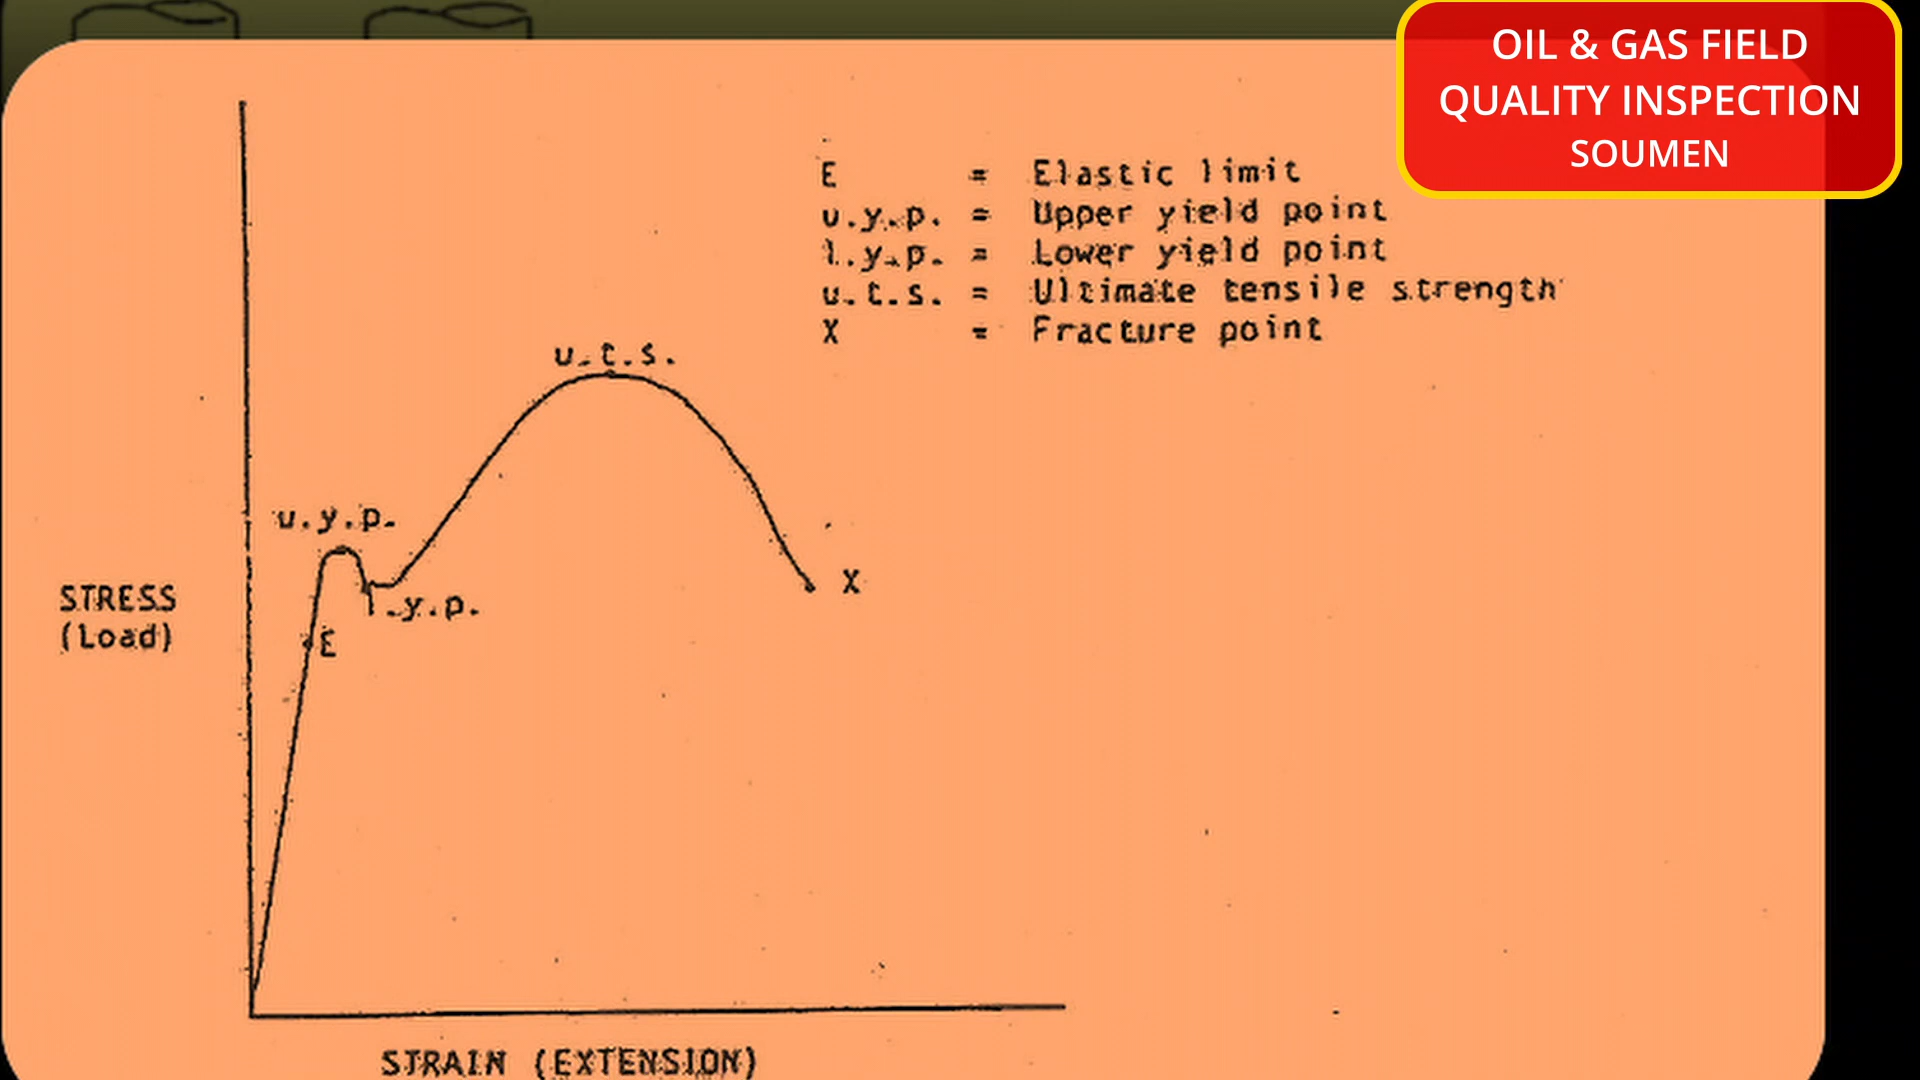 OIL & GAS FIELD
QUALITY INSPECTION
SOUMEN
E = Elastic limit
u.y.p. = Upper yield point
l.y.p. = Lower yield point
u.t.s. = Ultimate tensile strength
X = Fracture point
u.t.s.
u.y.p.
STRESS
(Load)
l.y.p.
X
E
STRAIN (EXTENSION)